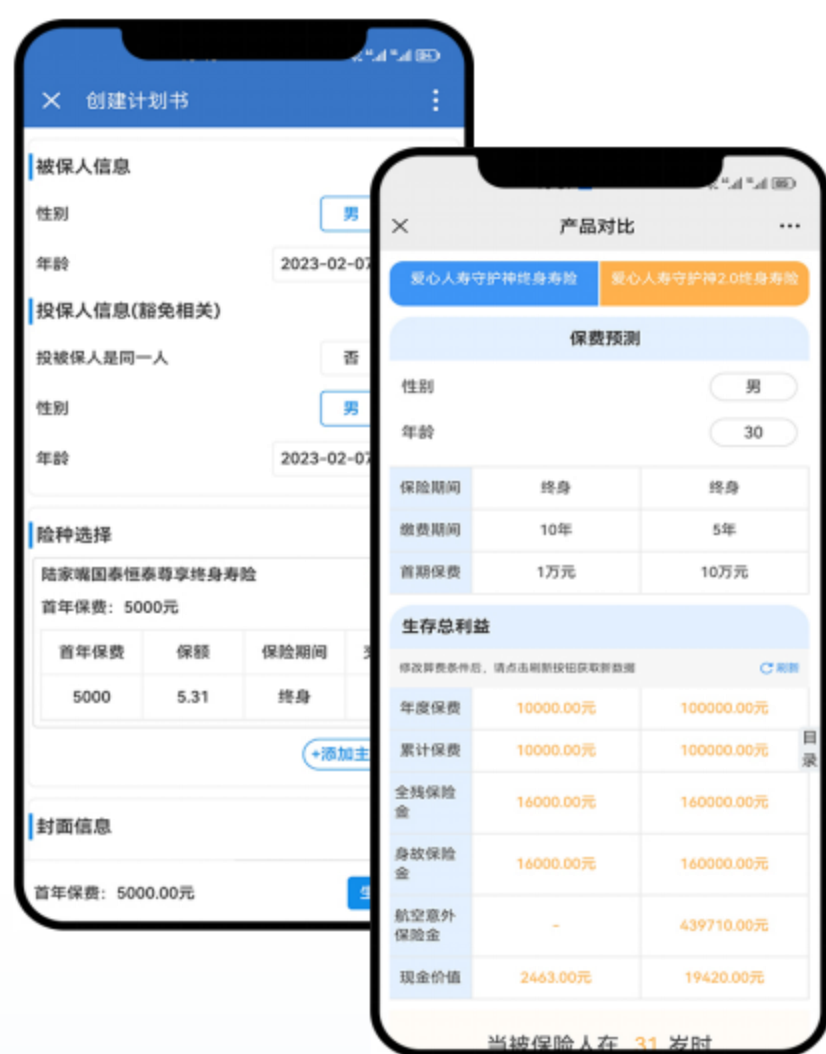 创建计划书
被保人信息
性别 男
年龄 2023-02-07
投保人信息(豁免相关)
投被保人是同一人 否
性别 男
年龄 2023-02-07
险种选择
陆家嘴国泰恒泰尊享终身寿险
首年保费：5000元
首年保费 保额 保险期间
5000 5.31 终身
+添加主
封面信息
首年保费：5000.00元
产品对比
爱心人寿守护神终身寿险 爱心人寿守护神2.0终身寿险
保费预测
性别 男
年龄 30
保险期间 终身 终身
缴费期间 10年 5年
首期保费 1万元 10万元
生存总利益
修改算费条件后，请点击刷新按钮获取新数据 刷新
年度保费 10000.00元 100000.00元
累计保费 10000.00元 100000.00元
目
录
全残保险
金
16000.00元 160000.00元
身故保险
金
16000.00元 160000.00元
航空意外
保险金
- 439710.00元
现金价值 2463.00元 19420.00元
当被保险人在 31 岁时